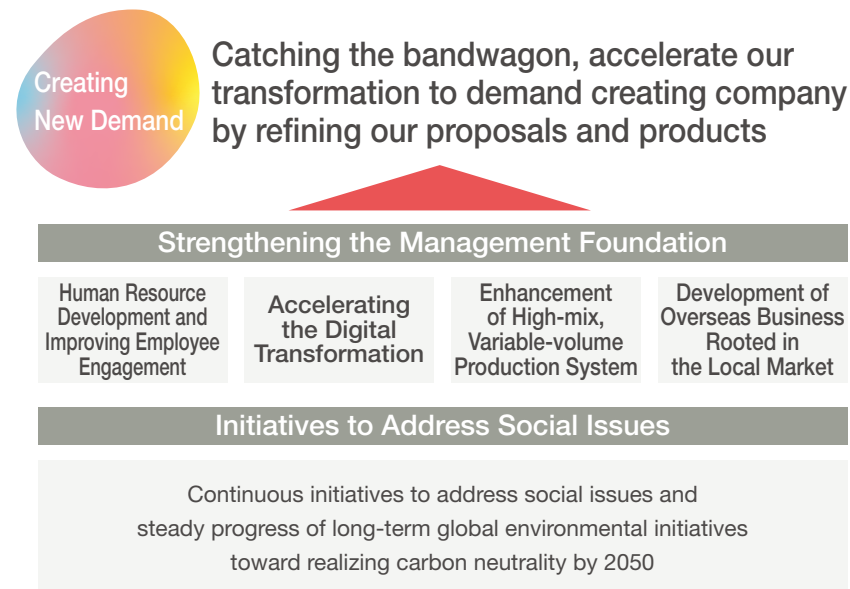 Creating
New Demand
Catching the bandwagon, accelerate our
transformation to demand creating company
by refining our proposals and products
Strengthening the Management Foundation
Human Resource
Development and
Improving Employee
Engagement
Accelerating
the Digital
Transformation
Enhancement
of High-mix,
Variable-volume
Production System
Development of
Overseas Business
Rooted in
the Local Market
Initiatives to Address Social Issues
Continuous initiatives to address social issues and
steady progress of long-term global environmental initiatives
toward realizing carbon neutrality by 2050